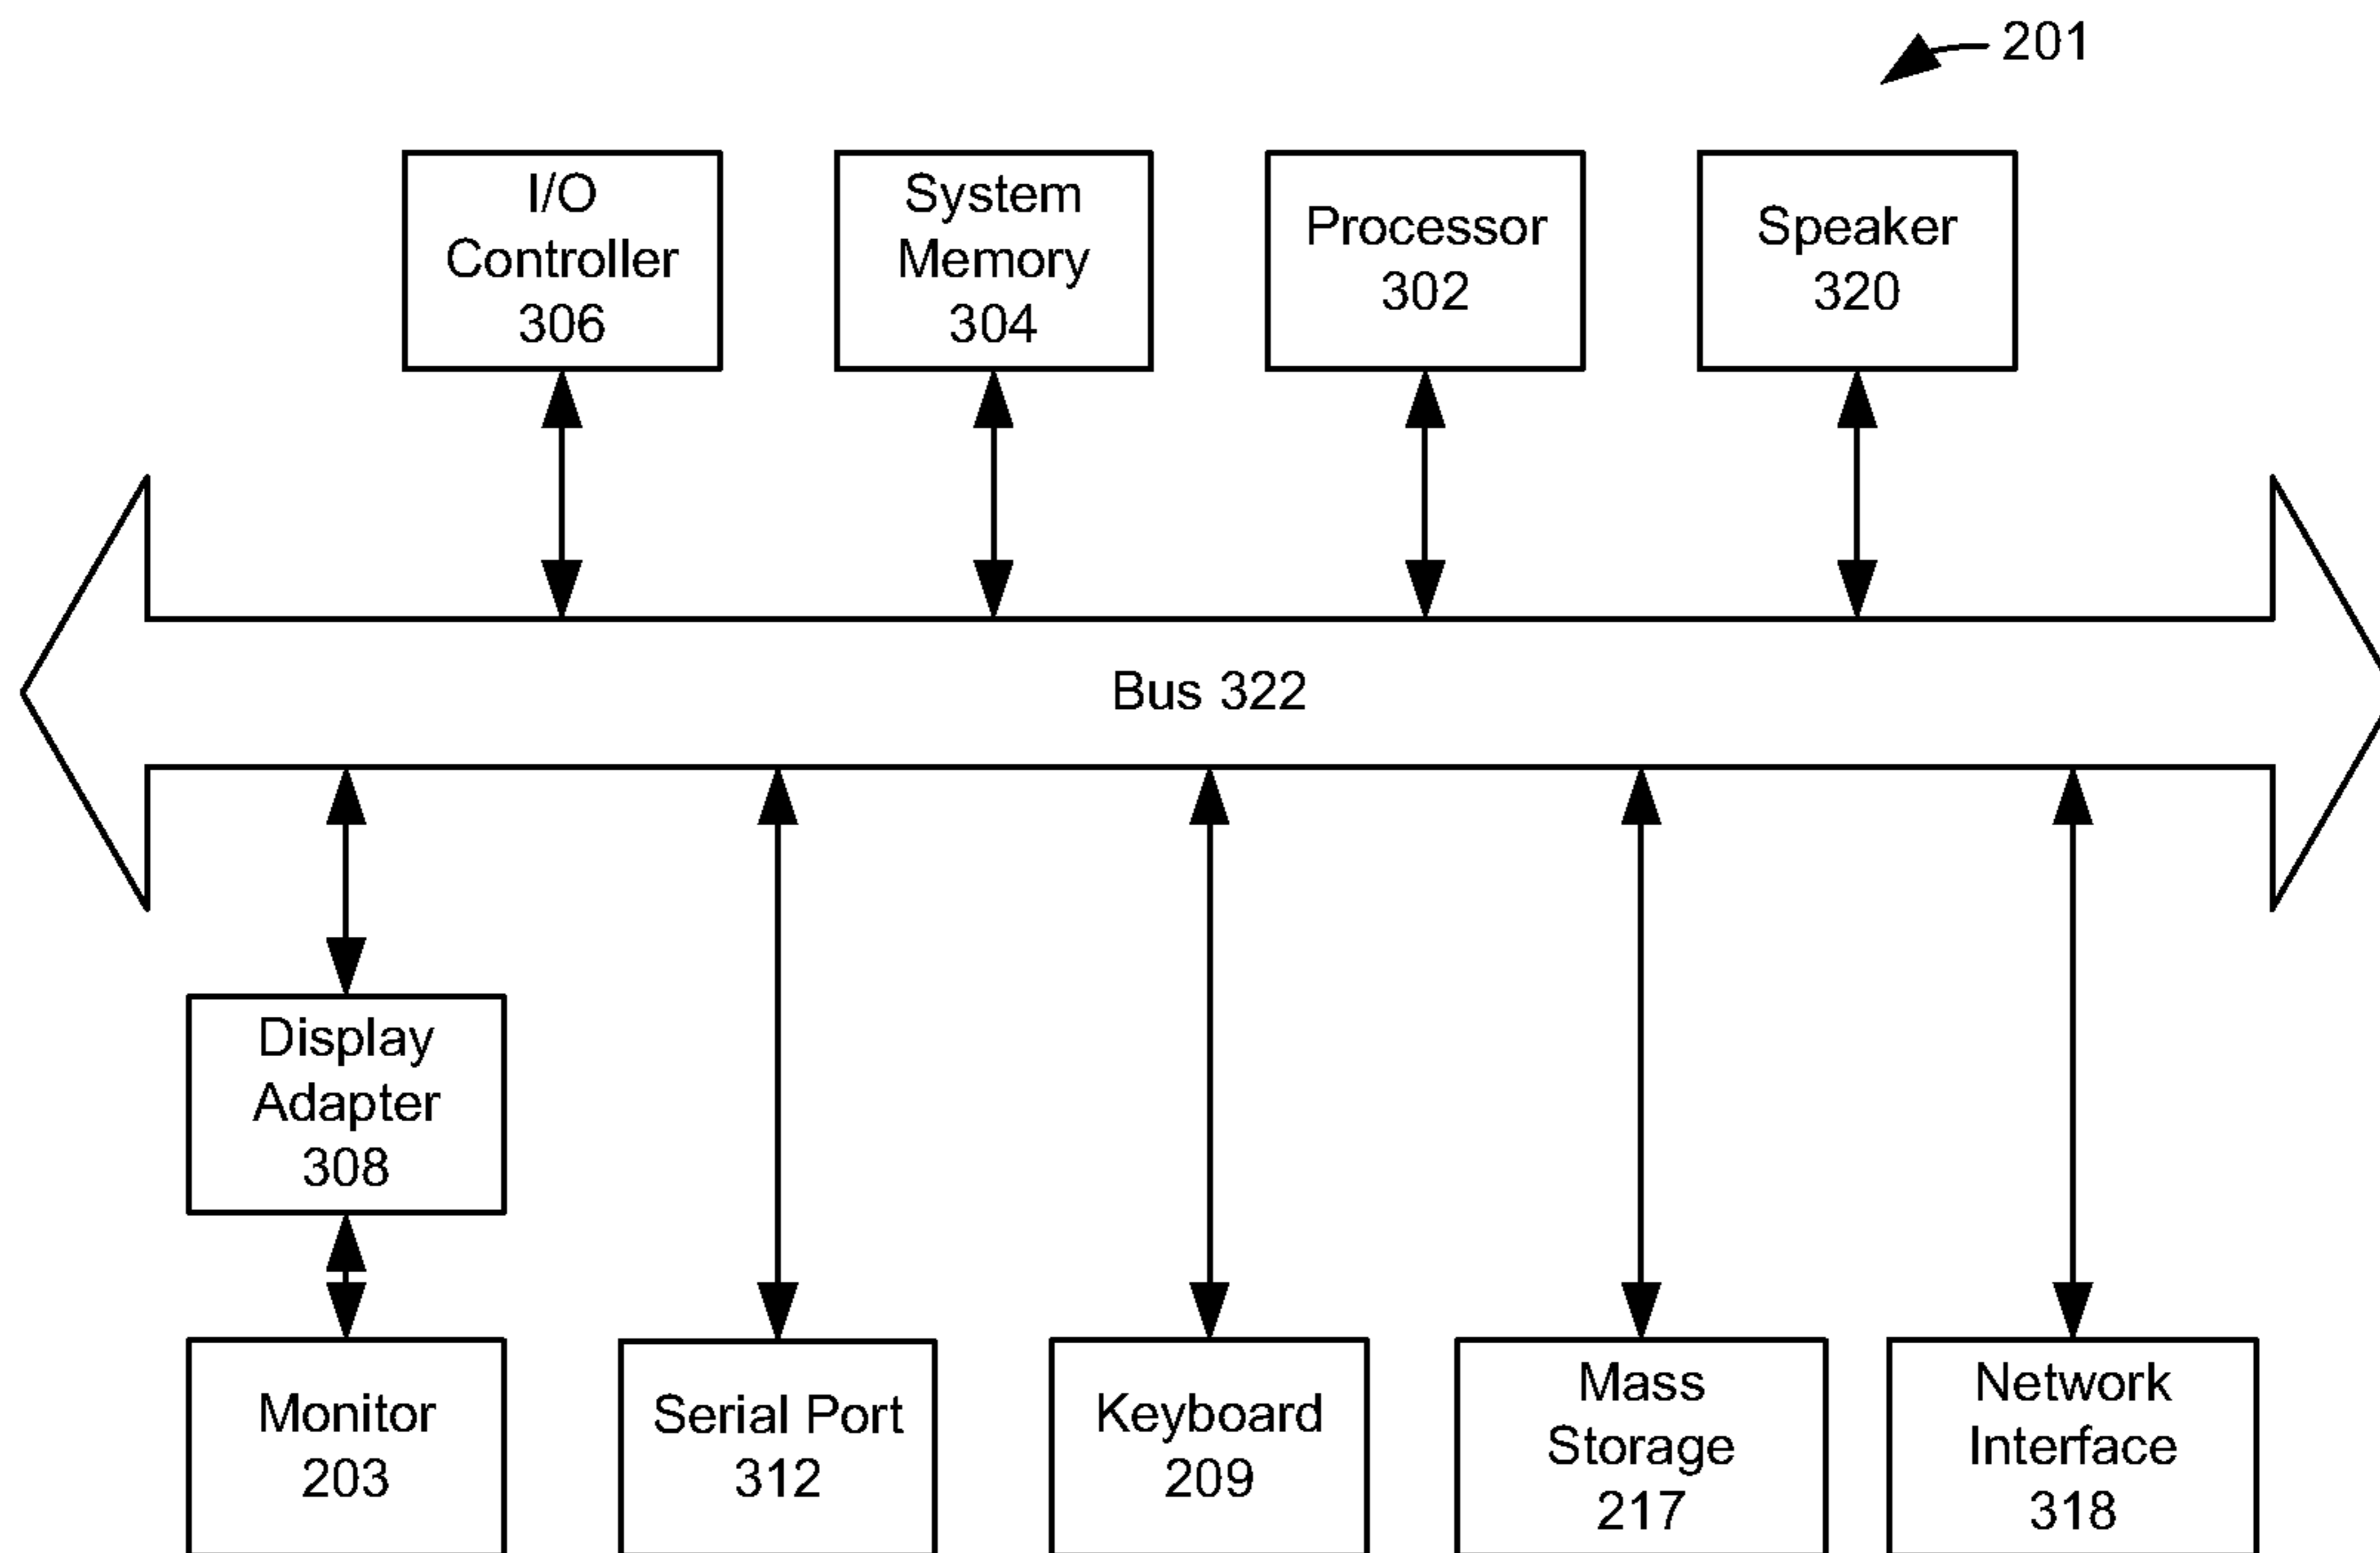 201
I/O
Controller
306
System
Memory
304
Processor
302
Speaker
320
Bus 322
Display
Adapter
308
Monitor
203
Serial Port
312
Keyboard
209
Mass
Storage
217
Network
Interface
318